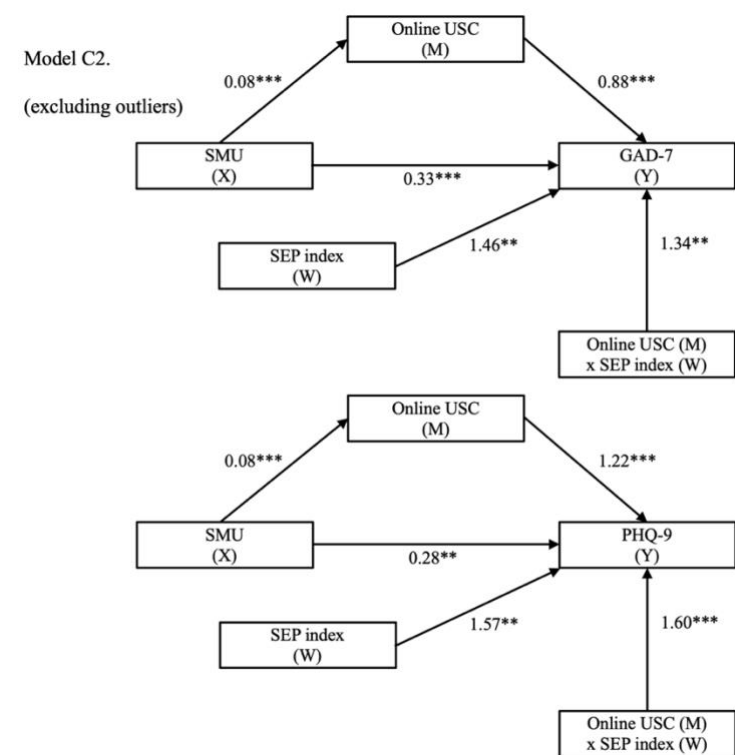 Model C2.
(excluding outliers)
Online USC
(M)
0.08***
0.88***
SMU
(X)
0.33***
GAD-7
(Y)
SEP index
(W)
1.46**
1.34**
Online USC (M)
x SEP index (W)
Online USC
(M)
0.08***
1.22***
SMU
(X)
0.28**
PHQ-9
(Y)
SEP index
(W)
1.57**
1.60***
Online USC (M)
x SEP index (W)